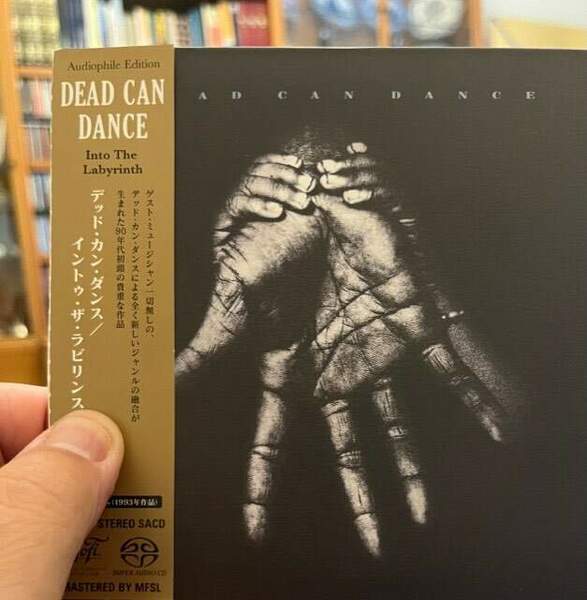 Audiophile Edition
DEAD CAN
DANCE
Into The
Labyrinth
デッド・カン・ダンス/
イントゥ・ザ・ラビリンス
ゲスト・ミュージシャン一切無しの、
デッド・カン・ダンスによる全く新しいジャンルの融合が
生まれた90年代初頭の貴重な作品
(1993年作品)
STEREO SACD
SUPER AUDIO CD
ASTERED BY MFSL
AD CAN DANCE